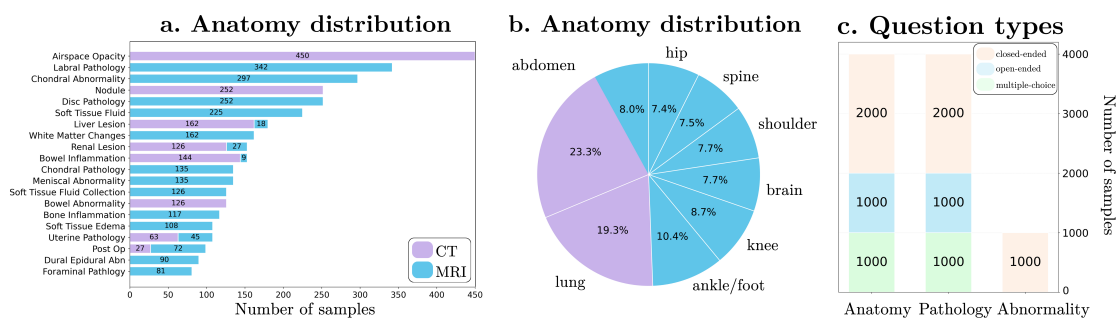 a. Anatomy distribution
Airspace Opacity 450
Labral Pathology 342
Chondral Abnormality 297
Nodule 252
Disc Pathology 252
Soft Tissue Fluid 225
Liver Lesion 162 18
White Matter Changes 162
Renal Lesion 126 27
Bowel Inflammation 144 9
Chondral Pathology 135
Meniscal Abnormality 135
Soft Tissue Fluid Collection 126
Bowel Abnormality 126
Bone Inflammation 117
Soft Tissue Edema 108
Uterine Pathology 63 45
Post Op 27 72
Dural Epidural Abn 90
Foraminal Pathlogy 81
CT
MRI
0 50 100 150 200 250 300 350 400 450
Number of samples
b. Anatomy distribution
hip
abdomen
spine
8.0% 7.4%
7.5%
shoulder
23.3%
7.7%
7.7%
brain
8.7%
19.3%
10.4%
knee
lung
ankle/foot
c. Question types
closed-ended
open-ended
multiple-choice
4000
3000
2000
1000
0
Number of samples
2000 2000
1000 1000
1000 1000 1000
Anatomy Pathology Abnormality